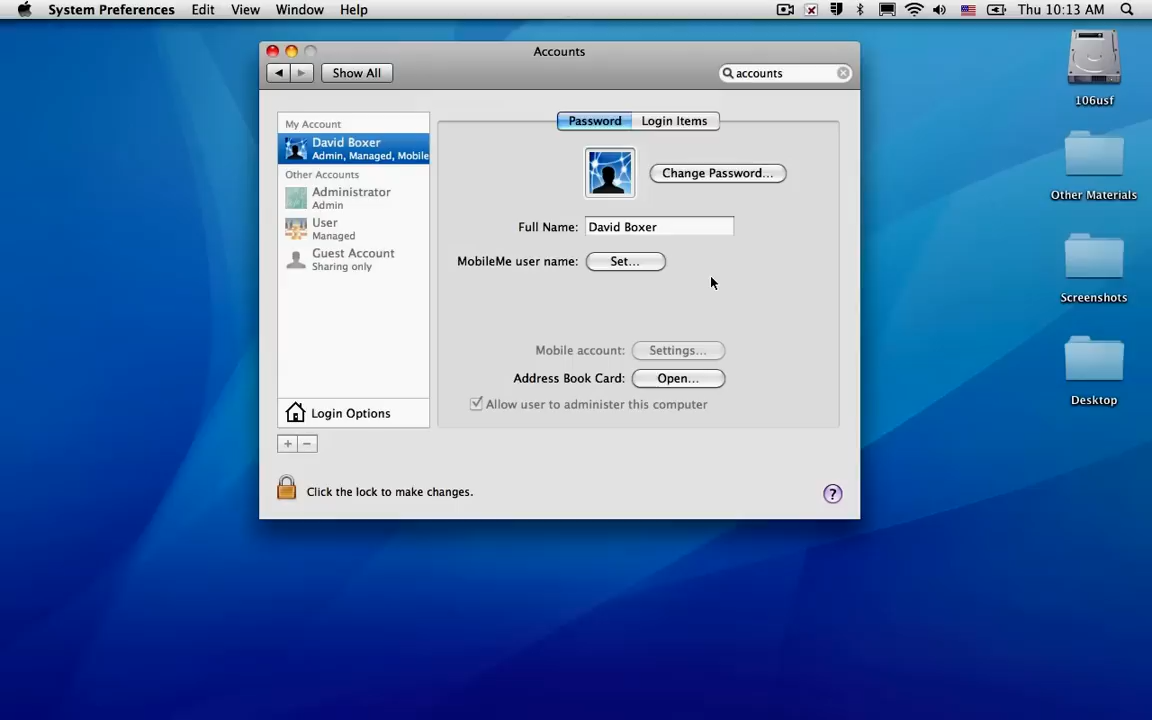 System Preferences Edit View Window Help Thu 10:13 AM
Accounts
Show All accounts
106usf
Other Materials
Screenshots
Desktop
My Account
David Boxer
Admin, Managed, Mobile
Other Accounts
Administrator
Admin
User
Managed
Guest Account
Sharing only
Login Options
+ −
Password Login Items
Change Password...
Full Name: David Boxer
MobileMe user name: Set...
Mobile account: Settings...
Address Book Card: Open...
Allow user to administer this computer
Click the lock to make changes.
?